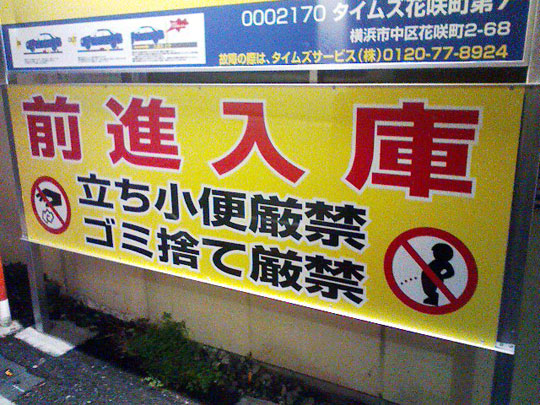 0002170 タイムズ花咲町第7
横浜市中区花咲町2-68
故障の際は、タイムズサービス(株)0120-77-8924
前進入庫
立ち小便厳禁
ゴミ捨て厳禁